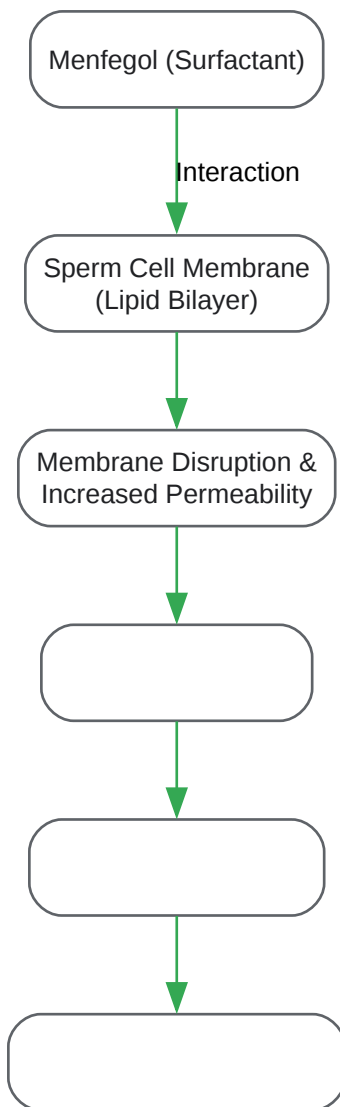 Menfegol (Surfactant)
Interaction
Sperm Cell Membrane
(Lipid Bilayer)
Membrane Disruption &
Increased Permeability